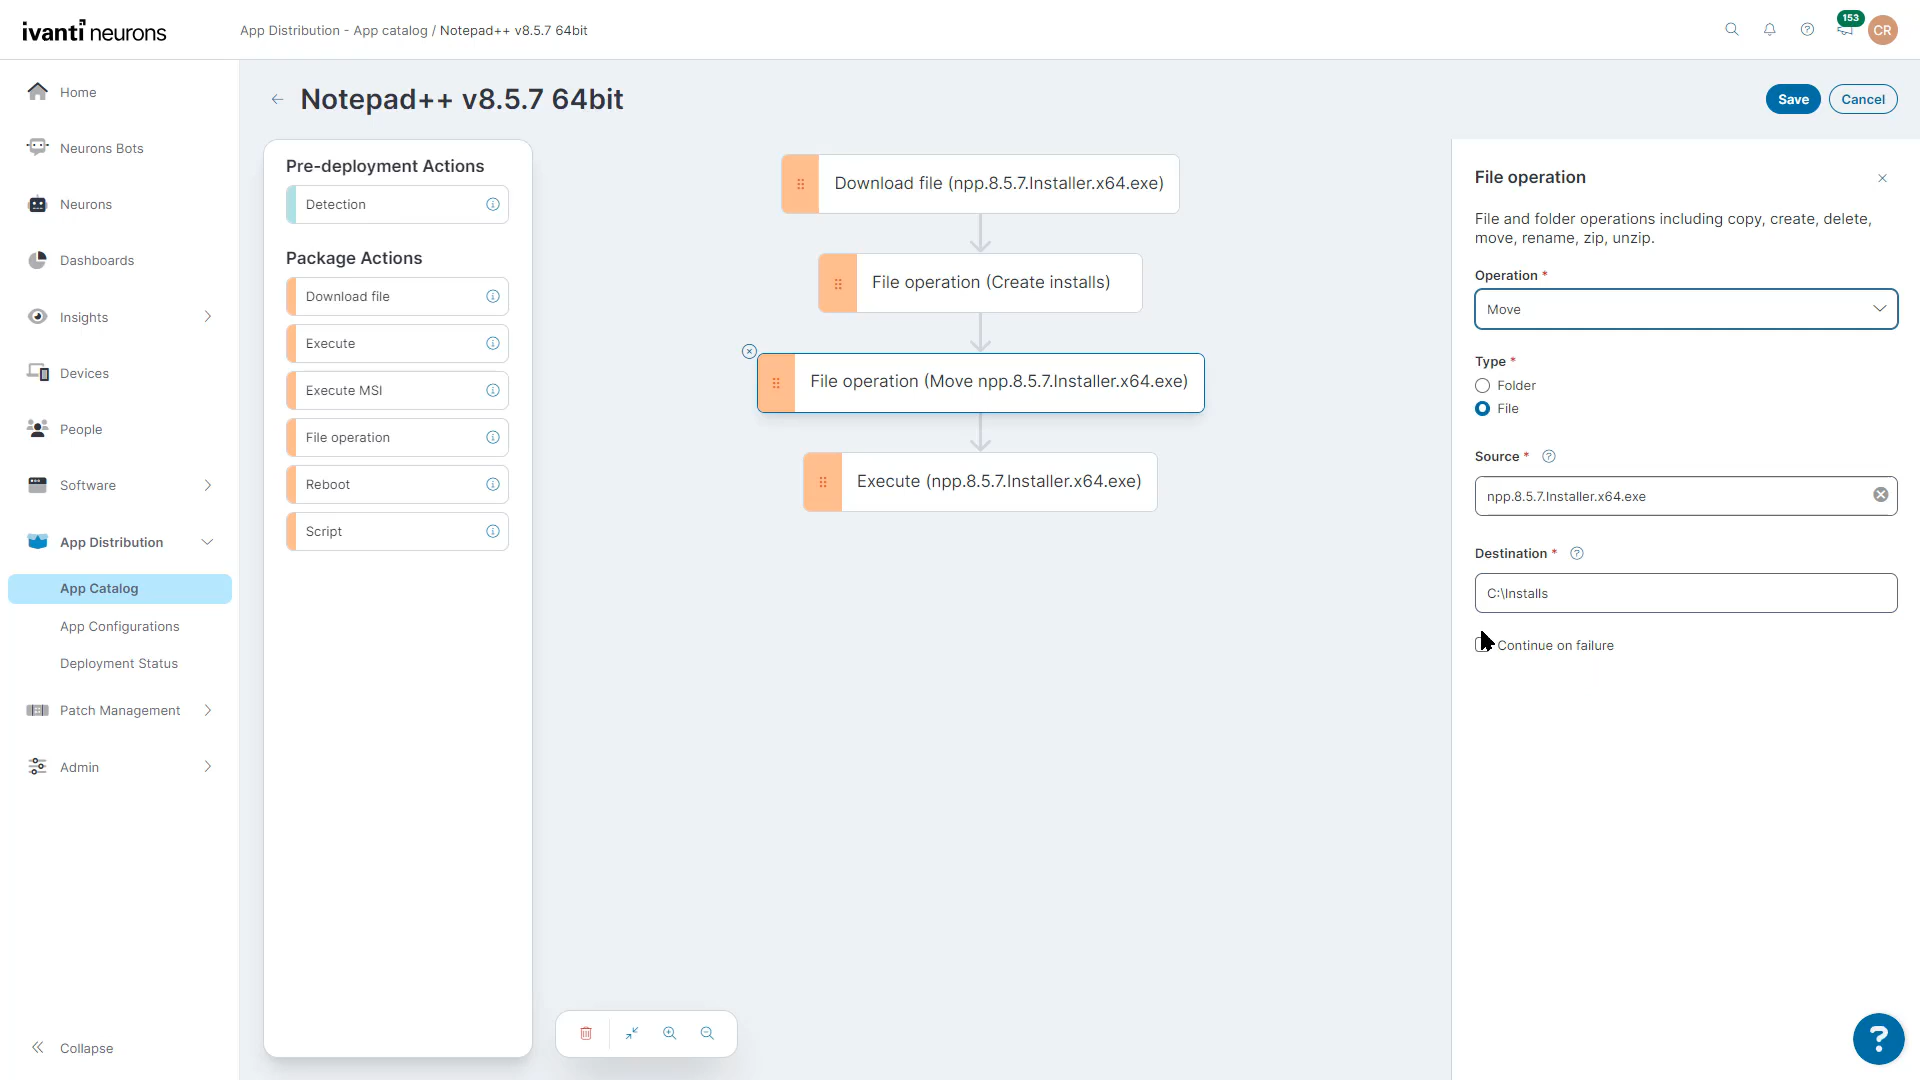 ivanti neurons
App Distribution - App catalog / Notepad++ v8.5.7 64bit
153
CR
Home
Neurons Bots
Neurons
Dashboards
Insights
Devices
People
Software
App Distribution
App Catalog
App Configurations
Deployment Status
Patch Management
Admin
Collapse
Notepad++ v8.5.7 64bit
Save
Cancel
Pre-deployment Actions
Detection
Package Actions
Download file
Execute
Execute MSI
File operation
Reboot
Script
Download file (npp.8.5.7.Installer.x64.exe)
File operation (Create installs)
File operation (Move npp.8.5.7.Installer.x64.exe)
Execute (npp.8.5.7.Installer.x64.exe)
File operation
File and folder operations including copy, create, delete,
move, rename, zip, unzip.
Operation *
Move
Type *
Folder
File
Source *
npp.8.5.7.Installer.x64.exe
Destination *
C:\Installs
Continue on failure
?